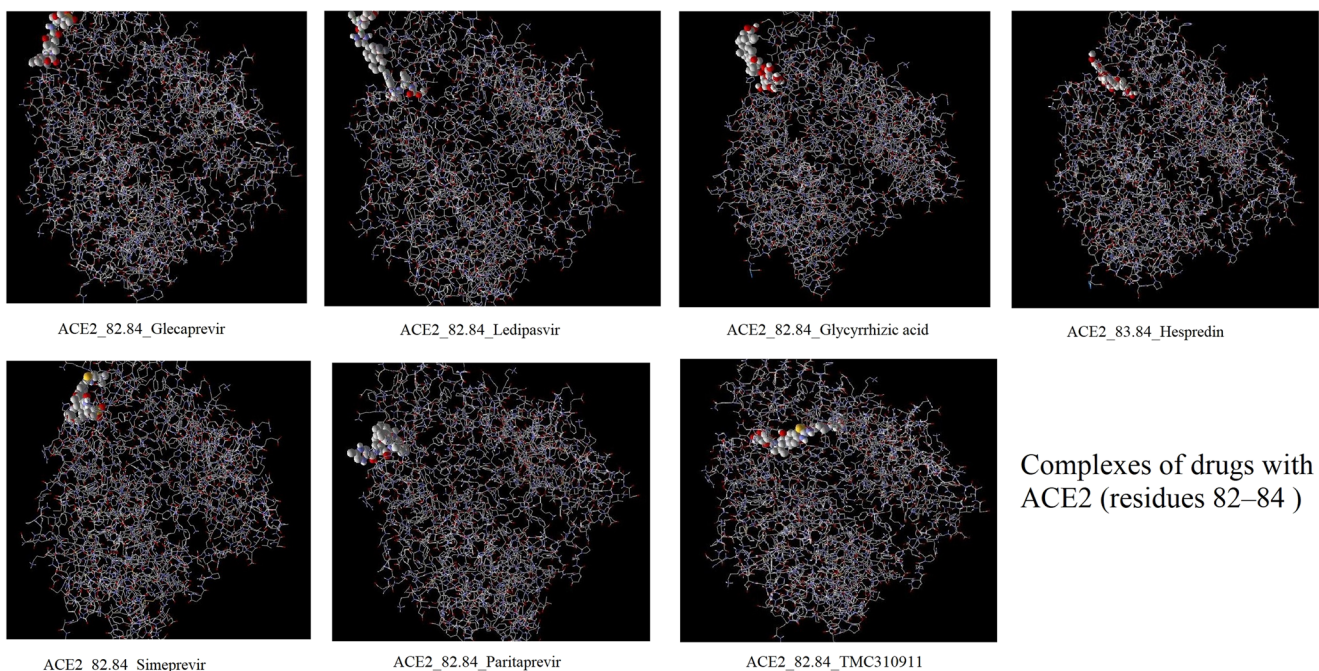 ACE2_82.84_Glecaprevir
ACE2_82.84_Ledipasvir
ACE2_82.84_Glycyrrhizic acid
ACE2_83.84_Hespredin
ACE2_82.84_Simeprevir
ACE2_82.84_Paritaprevir
ACE2_82.84_TMC310911
Complexes of drugs with
ACE2 (residues 82–84 )